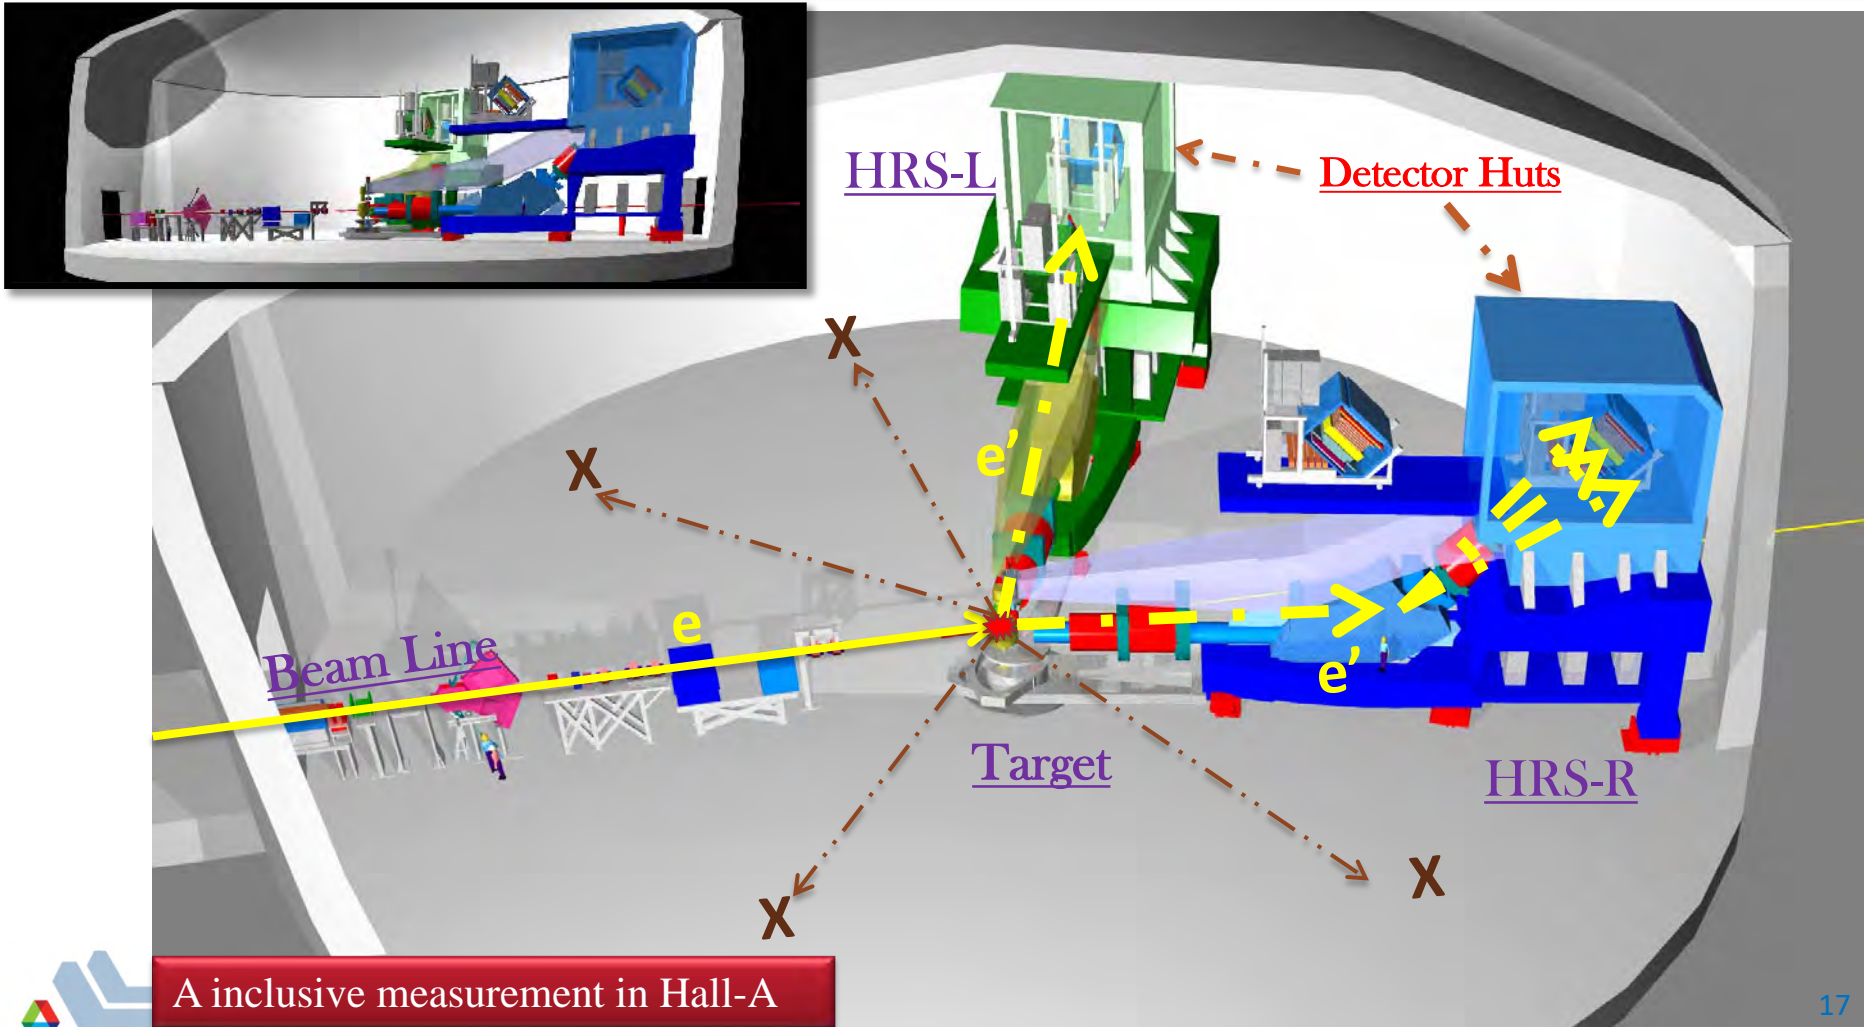 HRS-L
Detector Huts
X
X
e'
e
Beam Line
e'
Target
HRS-R
X
X
A inclusive measurement in Hall-A
17